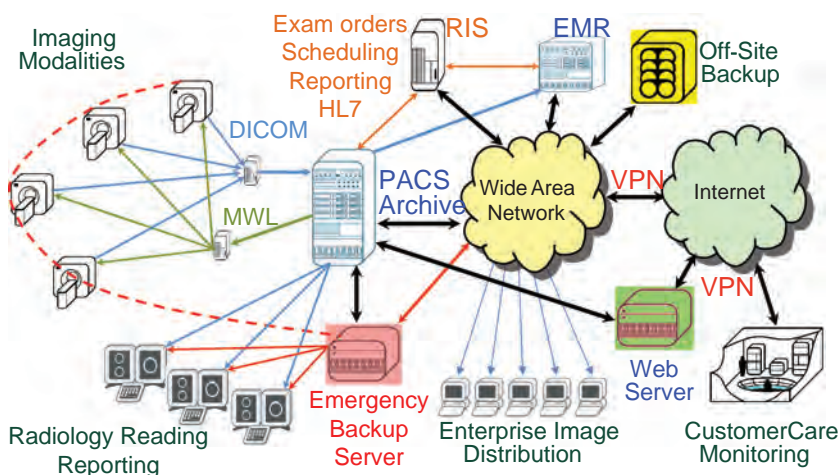 Imaging
Modalities
Exam orders
Scheduling
Reporting
HL7
RIS
EMR
Off-Site
Backup
DICOM
MWL
PACS
Archive
Wide Area
Network
VPN
Internet
VPN
Radiology Reading
Reporting
Emergency
Backup
Server
Enterprise Image
Distribution
Web
Server
CustomerCare
Monitoring